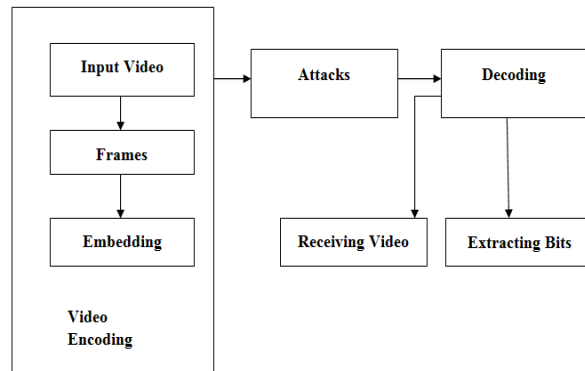 Input Video
Frames
Embedding
Video
Encoding
Attacks
Decoding
Receiving Video
Extracting Bits